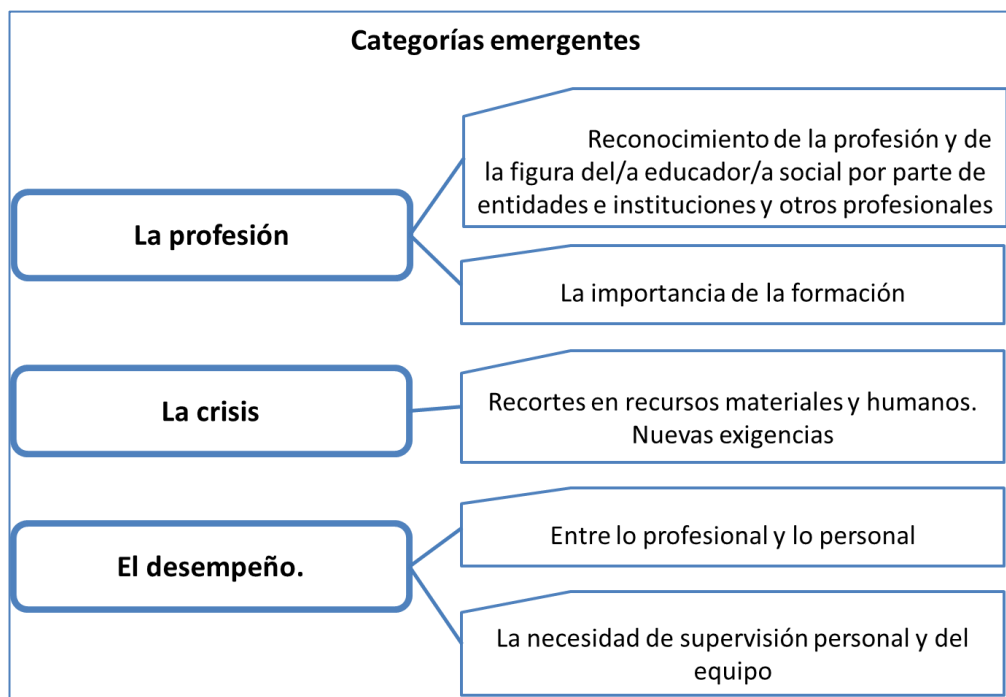 Categorías emergentes
La profesión
Reconocimiento de la profesión y de
la figura del/a educador/a social por parte de
entidades e instituciones y otros profesionales
La importancia de la formación
La crisis
Recortes en recursos materiales y humanos.
Nuevas exigencias
El desempeño.
Entre lo profesional y lo personal
La necesidad de supervisión personal y del
equipo